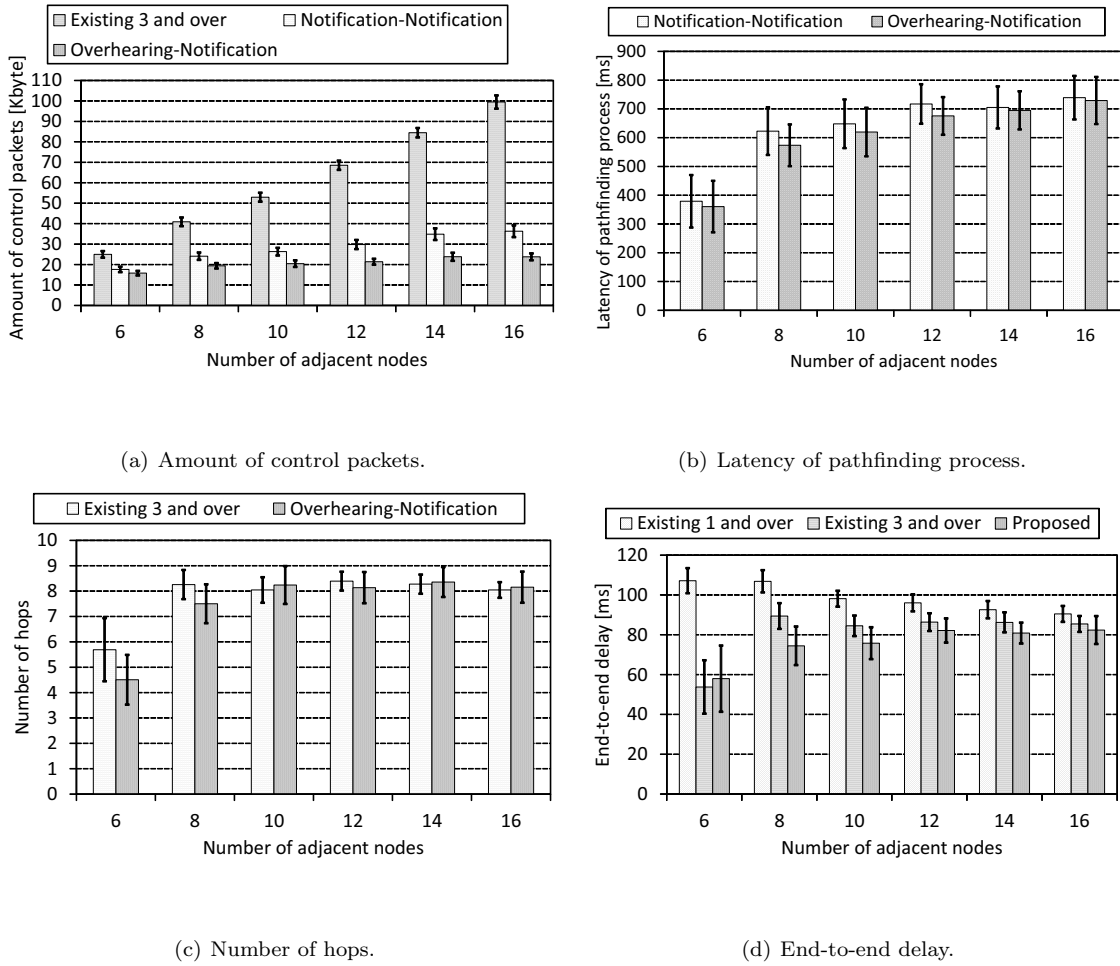 Existing 3 and over
Notification-Notification
Overhearing-Notification
Amount of control packets [Kbyte]
110
100
90
80
70
60
50
40
30
20
10
0
6 8 10 12 14 16
Number of adjacent nodes
(a) Amount of control packets.
Notification-Notification Overhearing-Notification
Latency of pathfinding process [ms]
900
800
700
600
500
400
300
200
100
0
6 8 10 12 14 16
Number of adjacent nodes
(b) Latency of pathfinding process.
Existing 3 and over Overhearing-Notification
Number of hops
10
9
8
7
6
5
4
3
2
1
0
6 8 10 12 14 16
Number of adjacent nodes
(c) Number of hops.
Existing 1 and over Existing 3 and over Proposed
End-to-end delay [ms]
120
100
80
60
40
20
0
6 8 10 12 14 16
Number of adjacent nodes
(d) End-to-end delay.